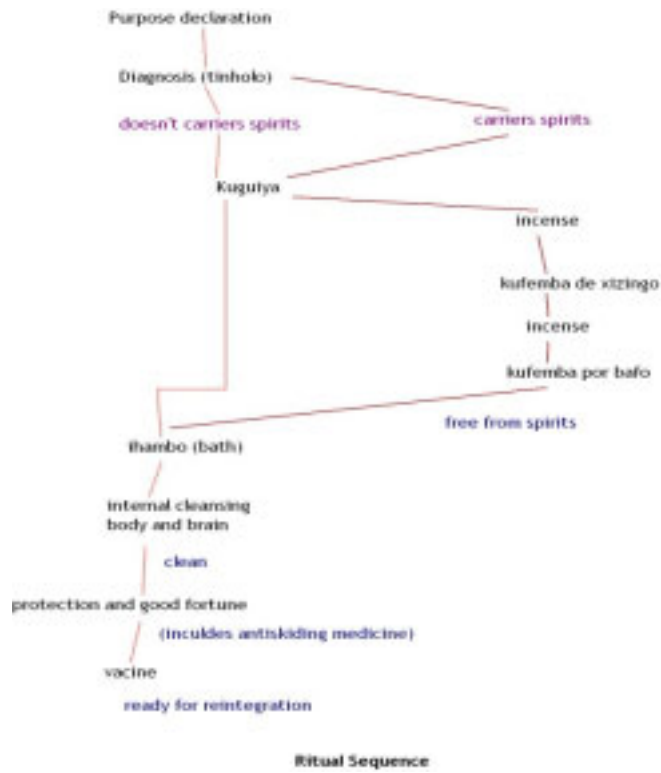 Purpose declaration
Diagnosis (tinholo)
doesn't carriers spirits
carriers spirits
Kuguiya
incense
kufemba de xizingo
incense
kufemba por bafo
free from spirits
ihambo (bath)
internal cleansing
body and brain
clean
protection and good fortune
(inculdes antiskiding medicine)
vacine
ready for reintegration
Ritual Sequence